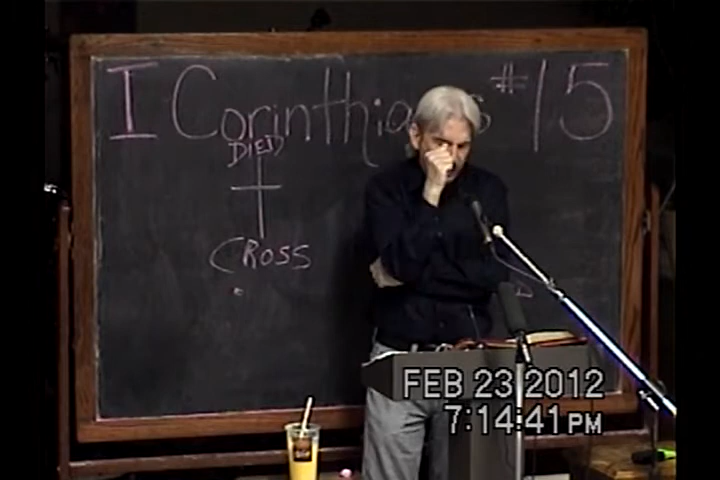 I Corinthians #15
DIED
CROSS
FEB 23 2012
7:14:41 PM